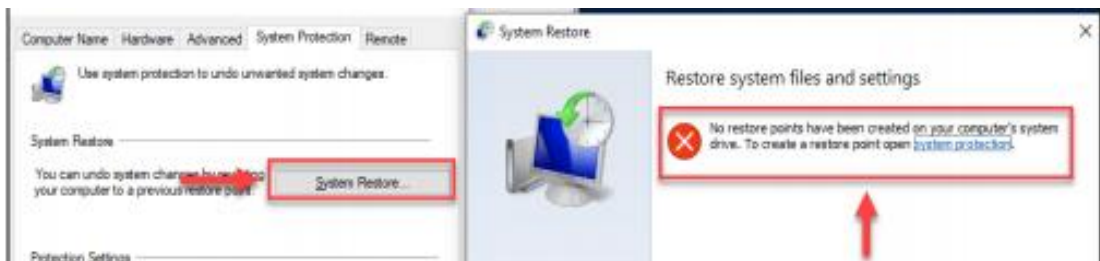 Computer Name Hardware Advanced System Protection Remote
Use system protection to undo unwanted system changes.
System Restore
You can undo system changes by reverting
your computer to a previous restore point.
System Restore...
Protection Settings
System Restore
Restore system files and settings
No restore points have been created on your computer's system
drive. To create a restore point open system protection.